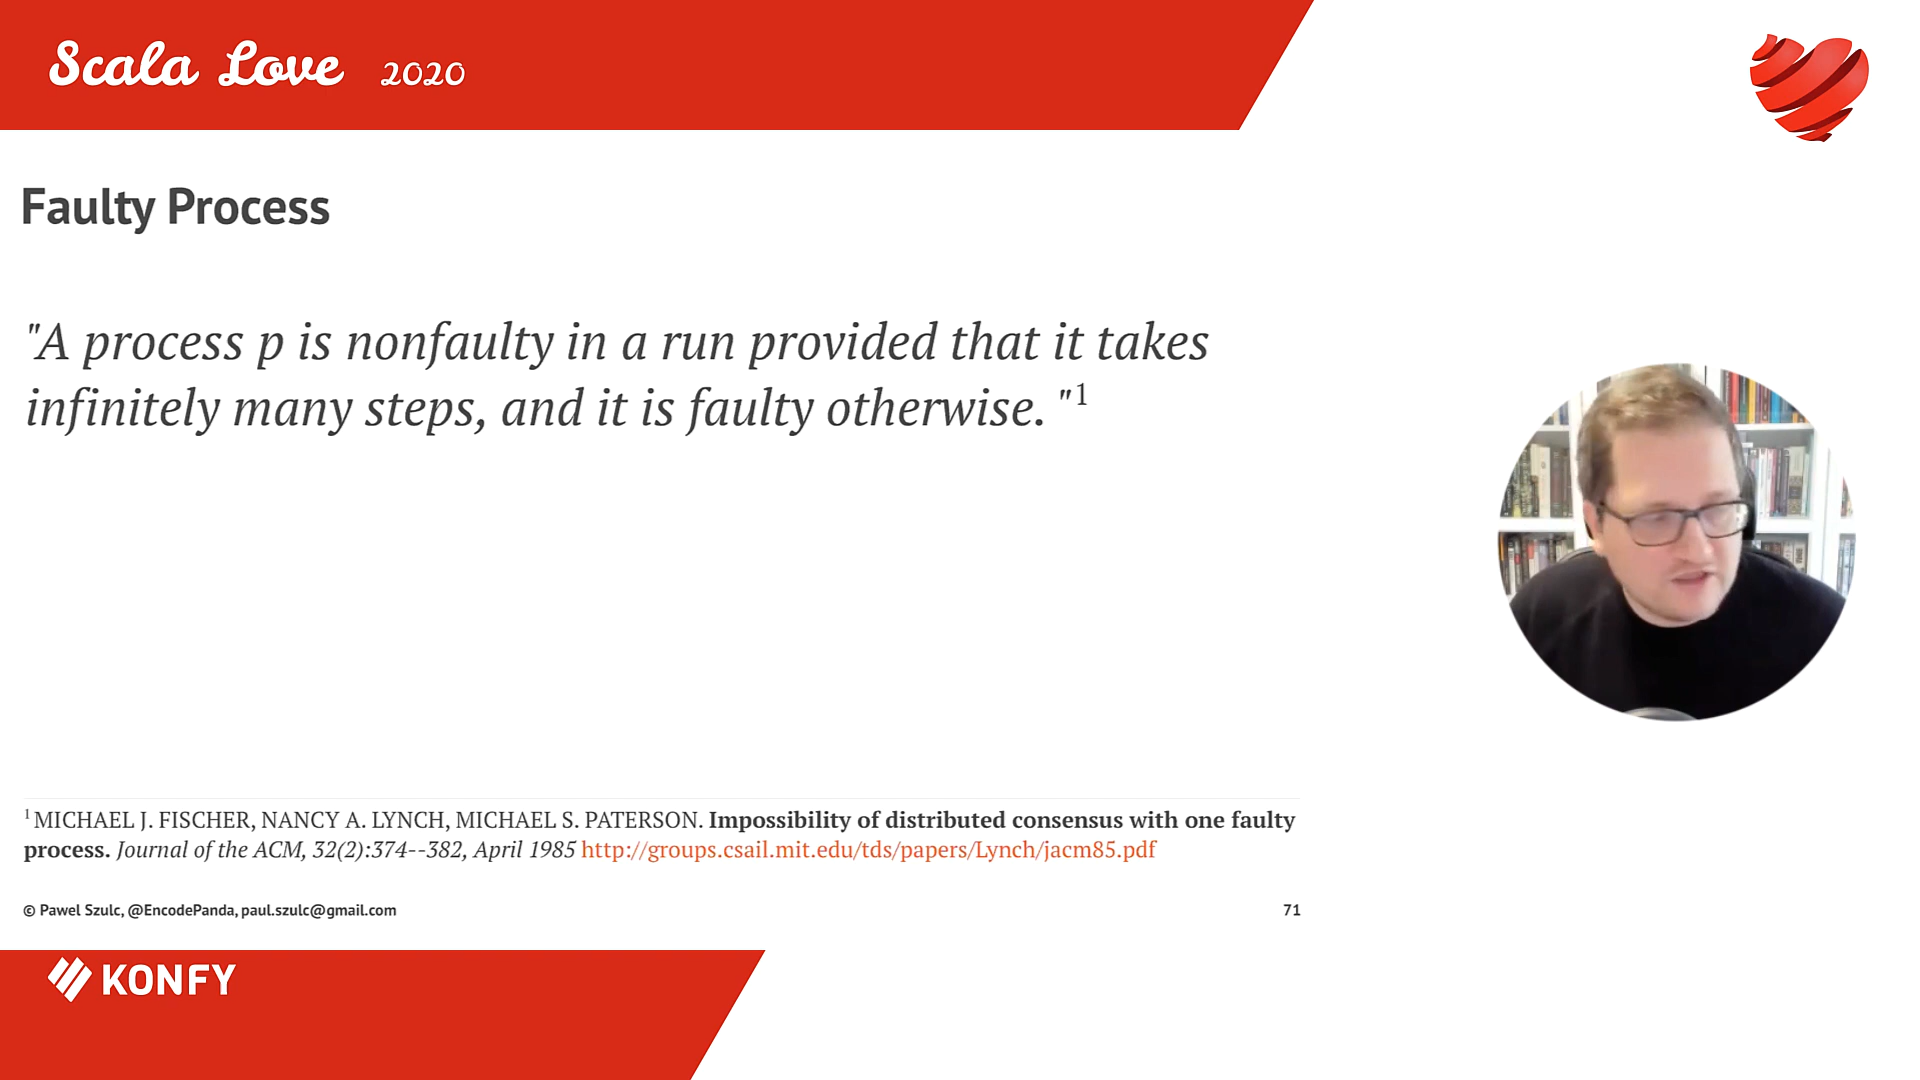 Scala Love 2020
Faulty Process
"A process p is nonfaulty in a run provided that it takes
infinitely many steps, and it is faulty otherwise. "1
1 MICHAEL J. FISCHER, NANCY A. LYNCH, MICHAEL S. PATERSON. Impossibility of distributed consensus with one faulty
process. Journal of the ACM, 32(2):374--382, April 1985 http://groups.csail.mit.edu/tds/papers/Lynch/jacm85.pdf
© Pawel Szulc, @EncodePanda, paul.szulc@gmail.com
71
KONFY